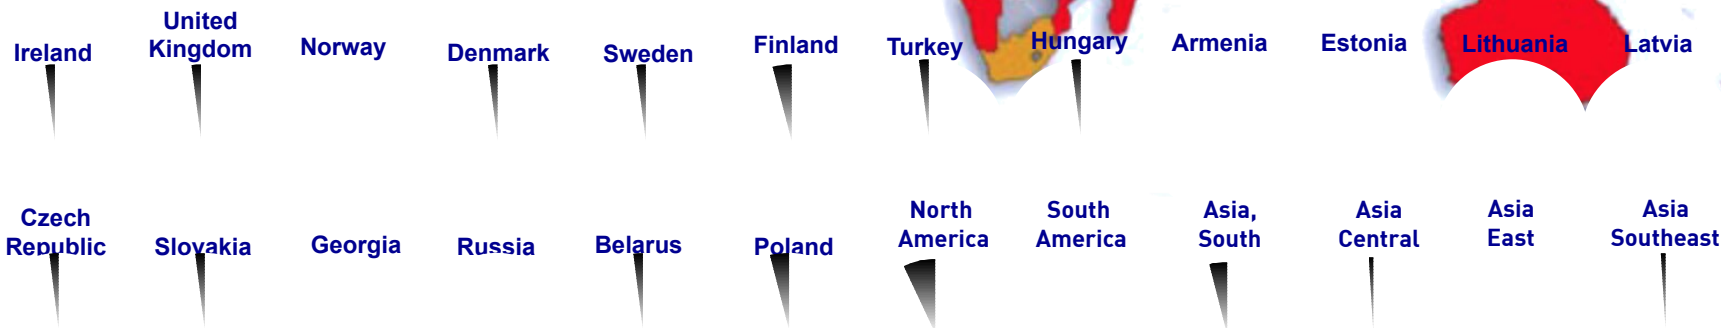 Ireland
United
Kingdom
Norway
Denmark
Sweden
Finland
Turkey
Hungary
Armenia
Estonia
Lithuania
Latvia
Czech
Republic
Slovakia
Georgia
Russia
Belarus
Poland
North
America
South
America
Asia,
South
Asia
Central
Asia
East
Asia
Southeast